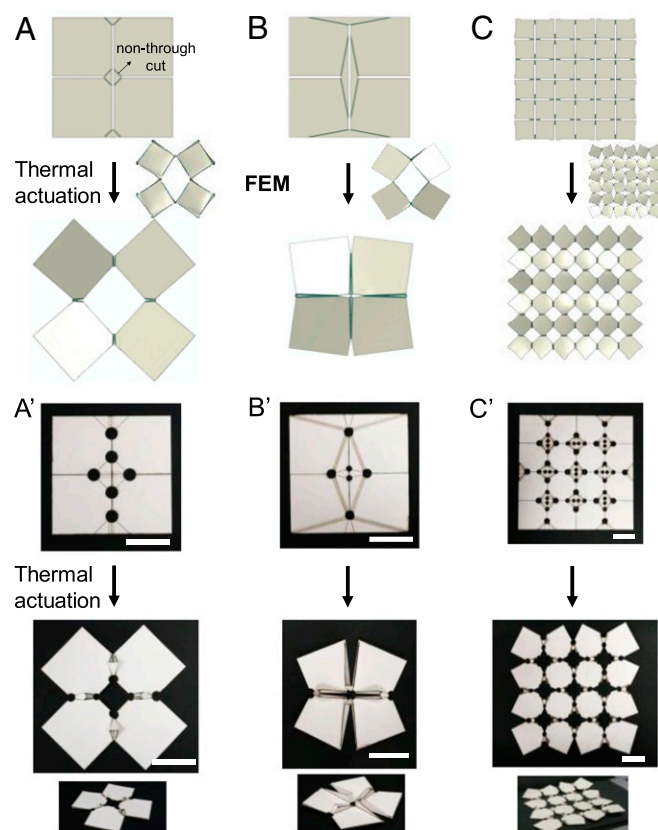 A
B
C
non-through
cut
Thermal
actuation
FEM
A'
B'
C'
Thermal
actuation